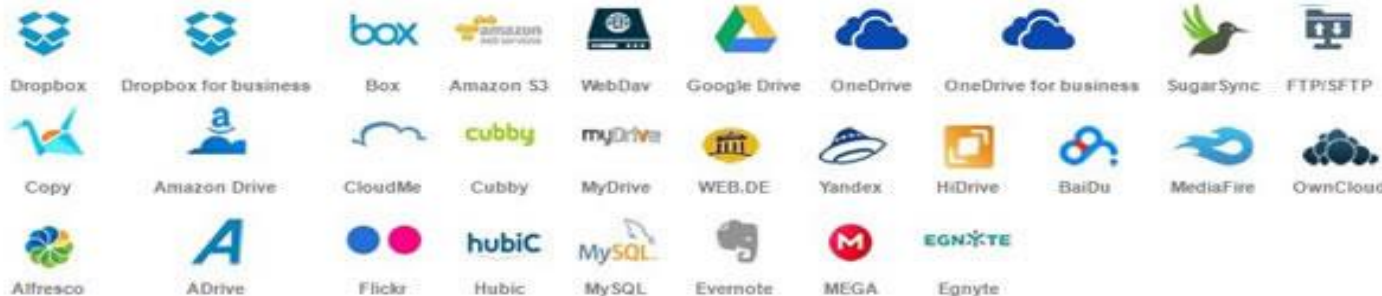 box amazon web services
Dropbox Dropbox for business Box Amazon S3 WebDav Google Drive OneDrive OneDrive for business SugarSync FTP/SFTP
a cubby myDrive
Copy Amazon Drive CloudMe Cubby MyDrive WEB.DE Yandex HiDrive BaiDu MediaFire OwnCloud
A hubiC MySQL M EGNYTE
Alfresco ADrive Flickr Hubic MySQL Evernote MEGA Egnyte